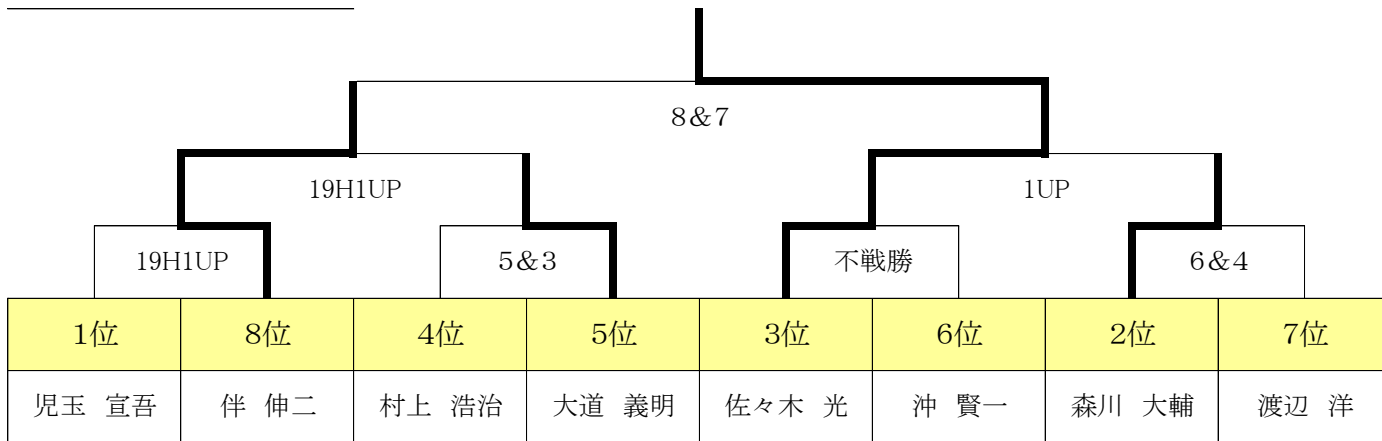 8&7
19H1UP 1UP
19H1UP 5&3 不戦勝 6&4
1位 8位 4位 5位 3位 6位 2位 7位
児玉 宣吾 伴 伸二 村上 浩治 大道 義明 佐々木 光 沖 賢一 森川 大輔 渡辺 洋